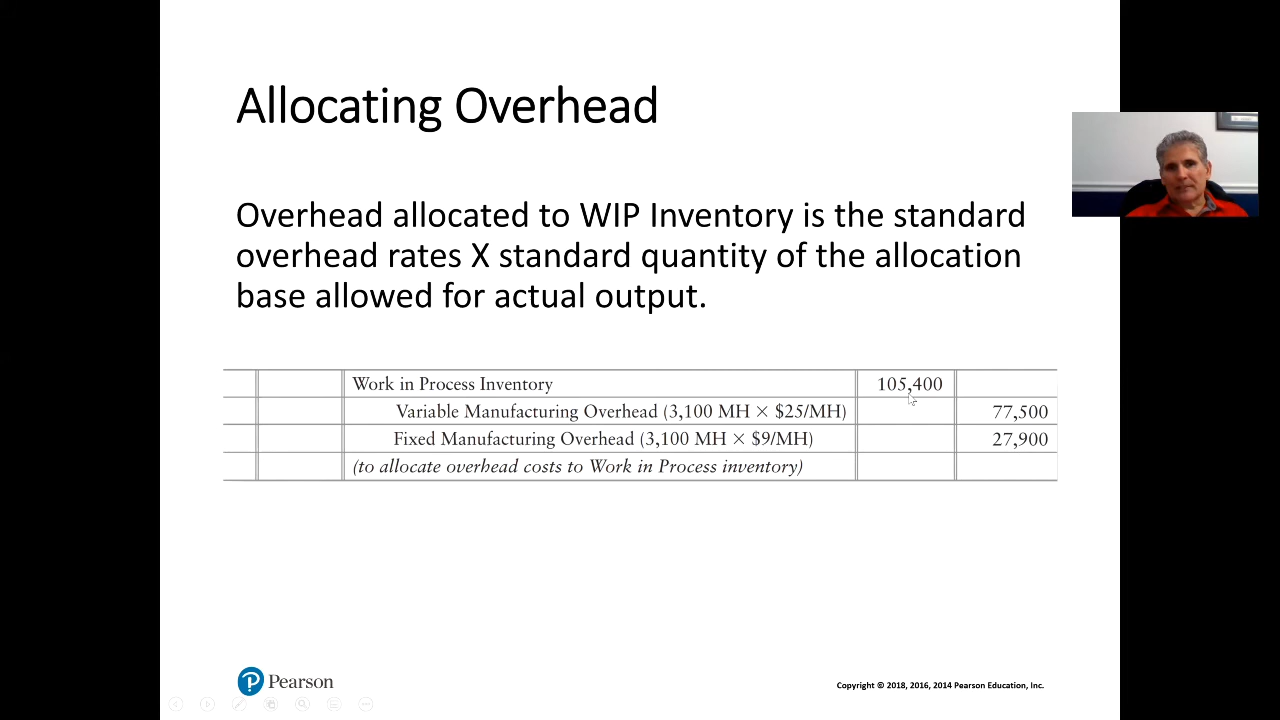 Allocating Overhead
Overhead allocated to WIP Inventory is the standard
overhead rates X standard quantity of the allocation
base allowed for actual output.
Work in Process Inventory 105,400
Variable Manufacturing Overhead (3,100 MH × $25/MH) 77,500
Fixed Manufacturing Overhead (3,100 MH × $9/MH) 27,900
(to allocate overhead costs to Work in Process inventory)
P Pearson
Copyright © 2018, 2016, 2014 Pearson Education, Inc.